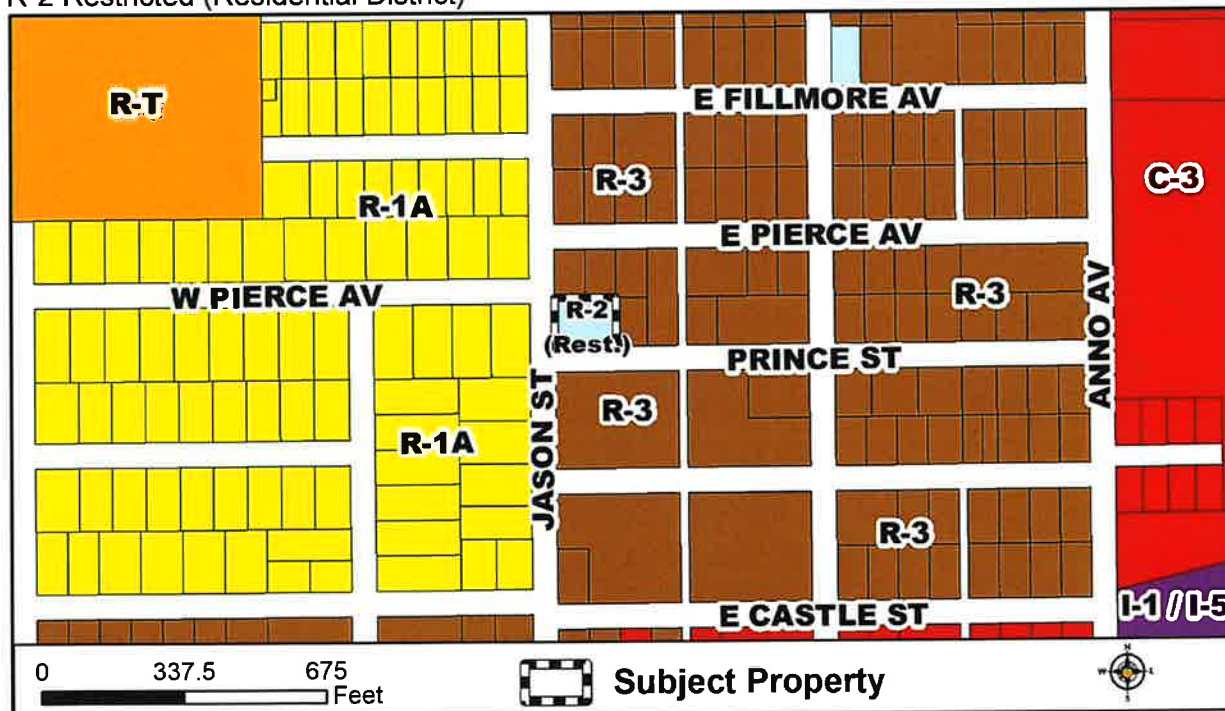 R-2 Restricted (Residential District)
R-T
E FILLMORE AV
R-3
C-3
R-1A
E PIERCE AV
W PIERCE AV
R-3
R-2
(Rest.)
PRINCE ST
ANNO AV
JASON ST
R-3
R-1A
R-3
E CASTLE ST
I-1 / I-5
0 337.5 675
Feet
Subject Property
N
W E
S